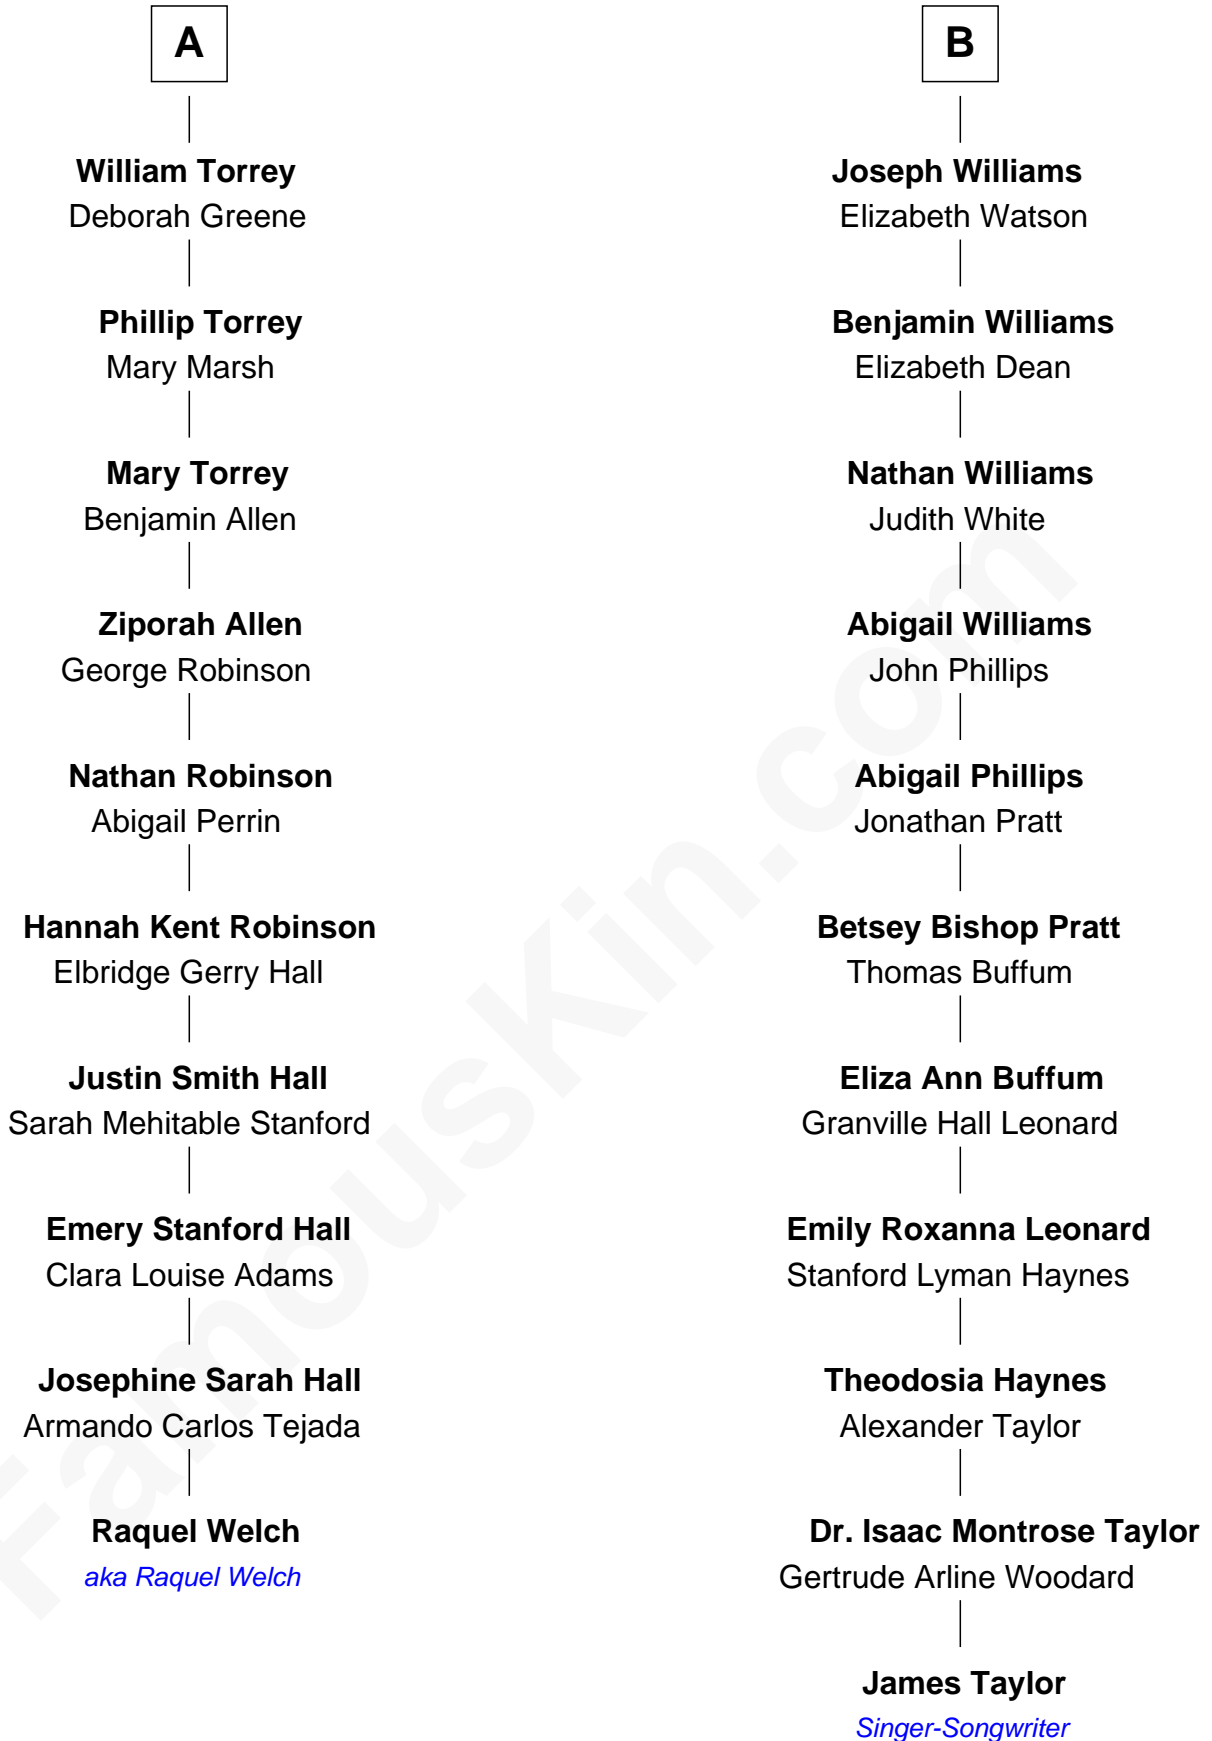 A
William Torrey
Deborah Greene
Phillip Torrey
Mary Marsh
Mary Torrey
Benjamin Allen
Ziporah Allen
George Robinson
Nathan Robinson
Abigail Perrin
Hannah Kent Robinson
Elbridge Gerry Hall
Justin Smith Hall
Sarah Mehitable Stanford
Emery Stanford Hall
Clara Louise Adams
Josephine Sarah Hall
Armando Carlos Tejada
Raquel Welch
aka Raquel Welch
B
Joseph Williams
Elizabeth Watson
Benjamin Williams
Elizabeth Dean
Nathan Williams
Judith White
Abigail Williams
John Phillips
Abigail Phillips
Jonathan Pratt
Betsey Bishop Pratt
Thomas Buffum
Eliza Ann Buffum
Granville Hall Leonard
Emily Roxanna Leonard
Stanford Lyman Haynes
Theodosia Haynes
Alexander Taylor
Dr. Isaac Montrose Taylor
Gertrude Arline Woodard
James Taylor
Singer-Songwriter
FamousKin.com